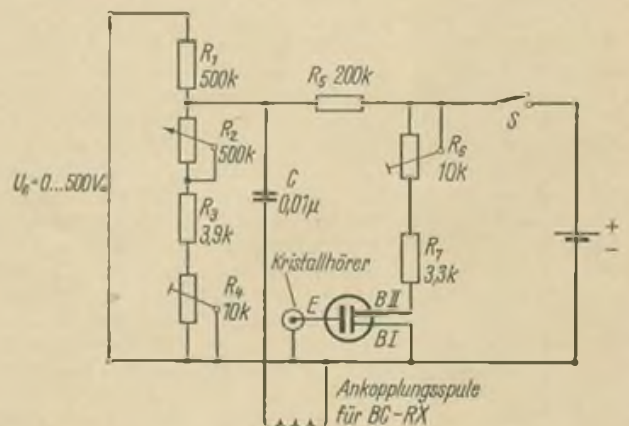 R1
500k
R5 200k
R2
500k
S
R6
10k
U6=0...500V=
C
0,01µ
R3
3,9k
R7
3,3k
Kristallhörer
R4
10k
E
BII
BI
+
-
Ankopplungsspule
für BC-RX